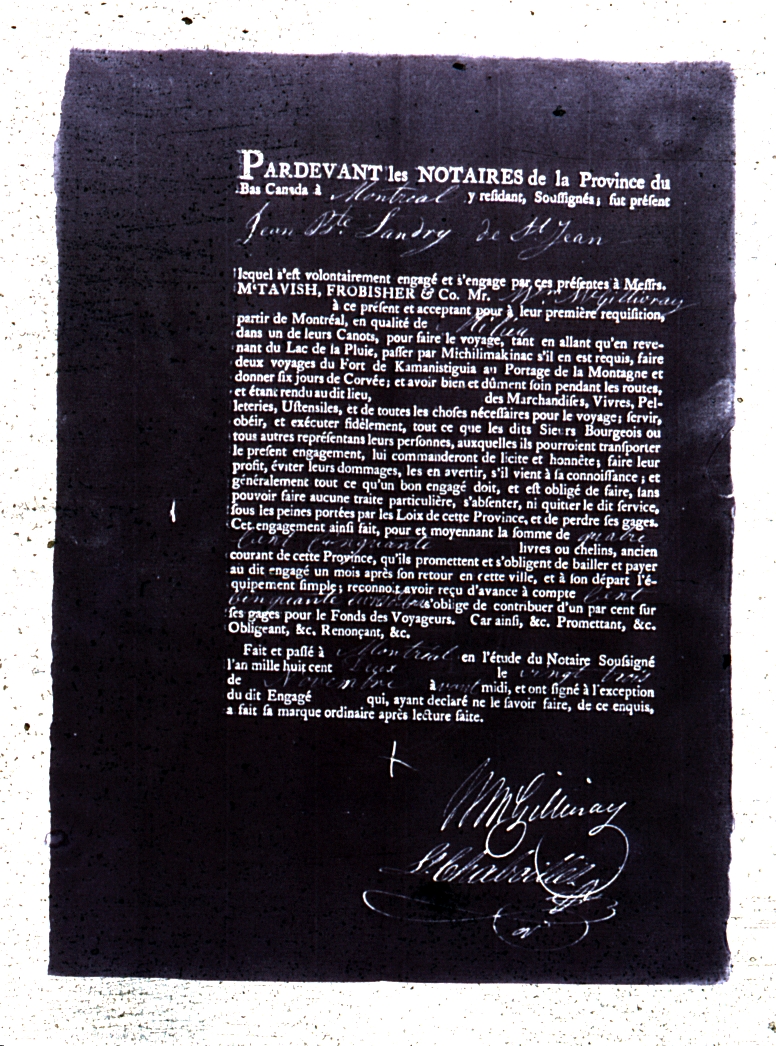 PARDEVANT les NOTAIRES de la Province du
Bas Canada à Montreal y reſidant, Souſſignés; fut préſent
Jean Bte Landry de St Jean
lequel s'eſt volontairement engagé et s'engage par ces préſentes à Meſſrs.
McTAVISH, FROBISHER & Co. Mr. Wm McGillivray
à ce préſent et acceptant pour à leur première requiſition,
partir de Montréal, en qualité de Milieu
dans un de leurs Canots, pour faire le voyage, tant en allant qu'en reve-
nant du Lac de la Pluie, paſſer par Michilimakinac s'il en est requis, faire
deux voyages du Fort de Kamanistiguia au Portage de la Montagne et
donner ſix jours de Corvée; et avoir bien et dûment ſoin pendant les routes,
et étant rendu au dit lieu, des Marchandiſes, Vivres, Pel-
leteries, Uſtenſiles, et de toutes les choſes néceſſaires pour le voyage; ſervir,
obéir, et exécuter fidèlement, tout ce que les dits Sieurs Bourgeois ou
tous autres repréſentans leurs perſonnes, auxquelles ils pourroient tranſporter
le preſent engagement, lui commanderont de licite et honnête; faire leur
profit, éviter leurs dommages, les en avertir, s'il vient à ſa connoiſſance; et
généralement tout ce qu'un bon engagé doit, et eſt obligé de faire, ſans
pouvoir faire aucune traite particulière, s'abſenter, ni quitter le dit ſervice,
ſous les peines portées par les Loix de cette Province, et de perdre ſes gages.
Cet engagement ainſi fait, pour et moyennant la ſomme de quatre
Cent Cinquante livres ou chelins, ancien
courant de cette Province, qu'ils promettent et s'obligent de bailler et payer
au dit engagé un mois après ſon retour en cette ville, et à ſon départ l'é-
quipement ſimple; reconnoit avoir reçu d'avance à compte Cent
Cinquante s'oblige de contribuer d'un par cent ſur
ſes gages pour le Fonds des Voyageurs. Car ainſi, &c. Promettant, &c.
Obligeant, &c. Renonçant, &c.
Fait et paſſé à Montreal en l'étude du Notaire Souſſigné
l'an mille huit cent Deux le vingt trois
de Novembre avant midi, et ont ſigné à l'exception
du dit Engagé qui, ayant declaré ne le ſavoir faire, de ce enquis,
a fait ſa marque ordinaire après lecture faite.
Wm McGillivray